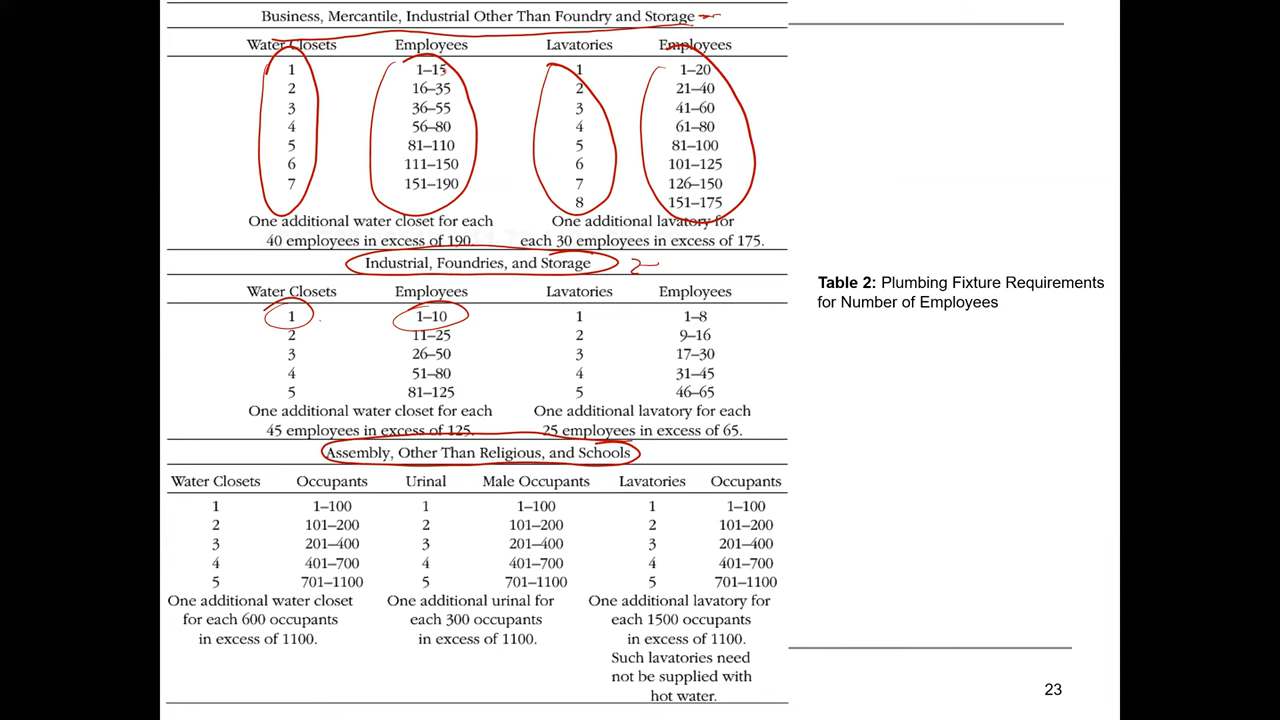 Business, Mercantile, Industrial Other Than Foundry and Storage
Water Closets Employees Lavatories Employees
1 1–15 1 1–20
2 16–35 2 21–40
3 36–55 3 41–60
4 56–80 4 61–80
5 81–110 5 81–100
6 111–150 6 101–125
7 151–190 7 126–150
8 151–175
One additional water closet for each One additional lavatory for
40 employees in excess of 190. each 30 employees in excess of 175.
Industrial, Foundries, and Storage
Water Closets Employees Lavatories Employees
1 1–10 1 1–8
2 11–25 2 9–16
3 26–50 3 17–30
4 51–80 4 31–45
5 81–125 5 46–65
One additional water closet for each One additional lavatory for each
45 employees in excess of 125. 25 employees in excess of 65.
Assembly, Other Than Religious, and Schools
Water Closets Occupants Urinal Male Occupants Lavatories Occupants
1 1–100 1 1–100 1 1–100
2 101–200 2 101–200 2 101–200
3 201–400 3 201–400 3 201–400
4 401–700 4 401–700 4 401–700
5 701–1100 5 701–1100 5 701–1100
One additional water closet One additional urinal for One additional lavatory for
for each 600 occupants each 300 occupants each 1500 occupants
in excess of 1100. in excess of 1100. in excess of 1100.
Such lavatories need
not be supplied with
hot water.
Table 2: Plumbing Fixture Requirements
for Number of Employees
23